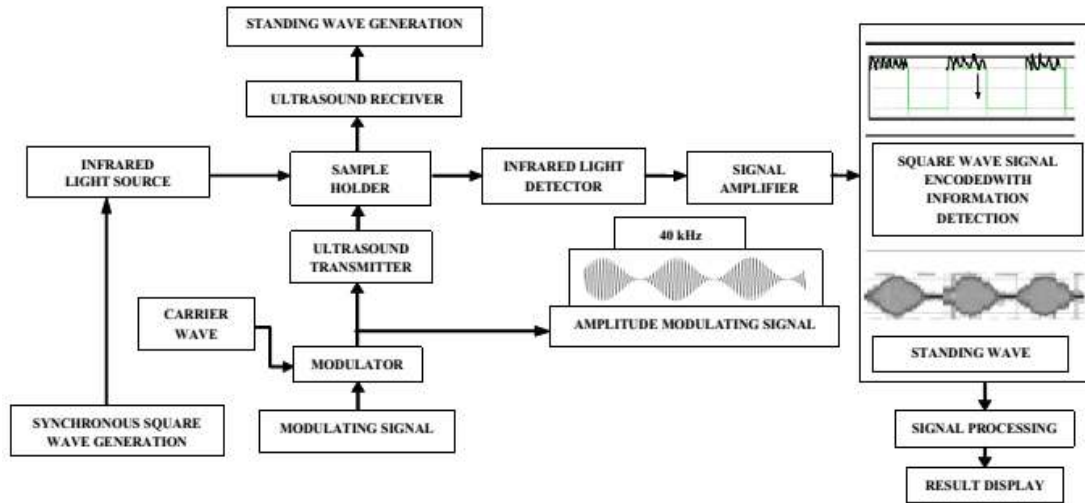 STANDING WAVE GENERATION
ULTRASOUND RECEIVER
INFRARED
LIGHT SOURCE
SAMPLE
HOLDER
INFRARED LIGHT
DETECTOR
SIGNAL
AMPLIFIER
SQUARE WAVE SIGNAL
ENCODEDWITH
INFORMATION
DETECTION
ULTRASOUND
TRANSMITTER
40 kHz
CARRIER
WAVE
AMPLITUDE MODULATING SIGNAL
MODULATOR
STANDING WAVE
SYNCHRONOUS SQUARE
WAVE GENERATION
MODULATING SIGNAL
SIGNAL PROCESSING
RESULT DISPLAY